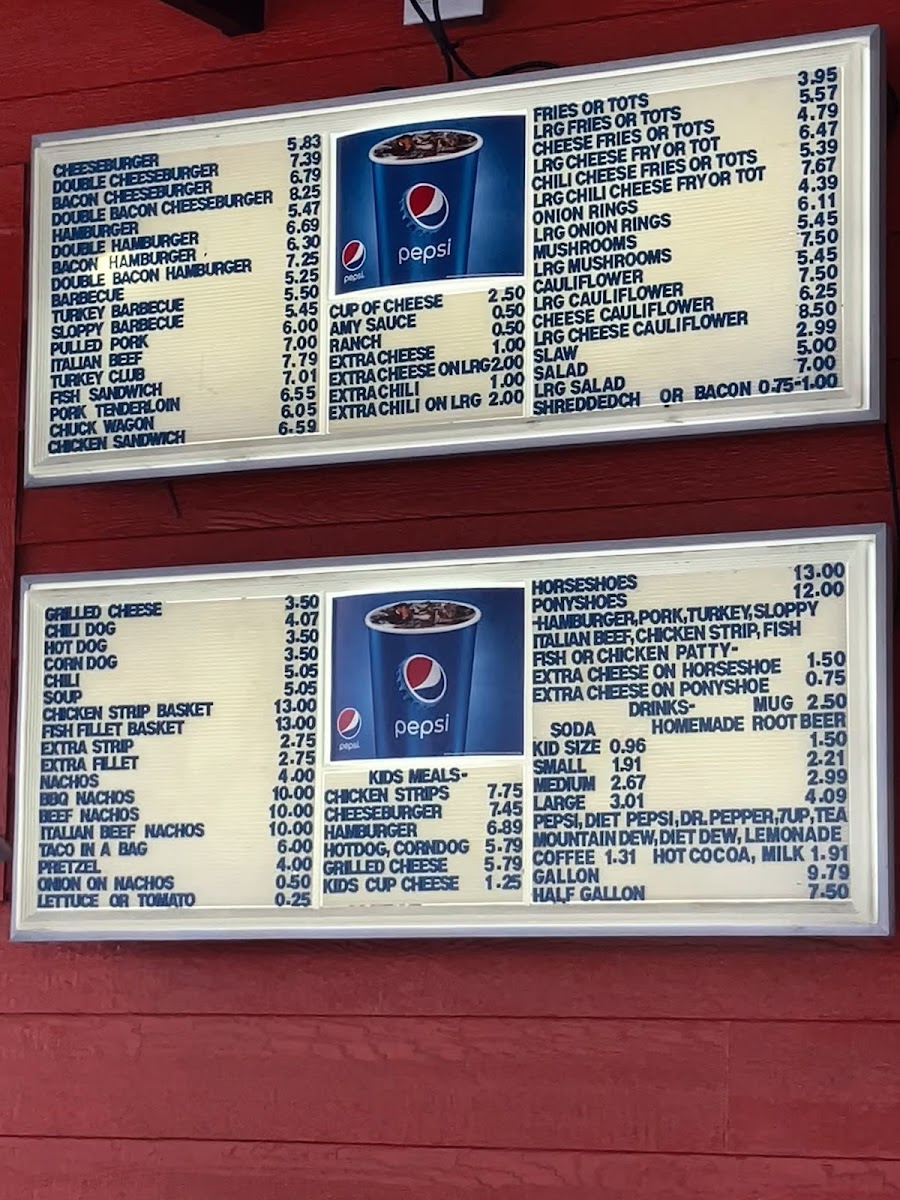 CHEESEBURGER 5.83
DOUBLE CHEESEBURGER 7.39
BACON CHEESEBURGER 6.79
DOUBLE BACON CHEESEBURGER 8.25
HAMBURGER 5.47
DOUBLE HAMBURGER 6.69
BACON HAMBURGER 6.30
DOUBLE BACON HAMBURGER 7.25
BARBECUE 5.25
TURKEY BARBECUE 5.50
SLOPPY BARBECUE 5.45
PULLED PORK 6.00
ITALIAN BEEF 7.00
TURKEY CLUB 7.79
FISH SANDWICH 7.01
PORK TENDERLOIN 6.55
CHUCK WAGON 6.05
CHICKEN SANDWICH 6.59
pepsi
pepsi
CUP OF CHEESE 2.50
AMY SAUCE 0.50
RANCH 0.50
EXTRA CHEESE 1.00
EXTRA CHEESE ON LRG 2.00
EXTRA CHILI 1.00
EXTRA CHILI ON LRG 2.00
FRIES OR TOTS 3.95
LRG FRIES OR TOTS 5.57
CHEESE FRIES OR TOTS 4.79
LRG CHEESE FRY OR TOT 6.47
CHILI CHEESE FRIES OR TOTS 5.39
LRG CHILI CHEESE FRY OR TOT 7.67
ONION RINGS 4.39
LRG ONION RINGS 6.11
MUSHROOMS 5.45
LRG MUSHROOMS 7.50
CAULIFLOWER 5.45
LRG CAULIFLOWER 7.50
CHEESE CAULIFLOWER 6.25
LRG CHEESE CAULIFLOWER 8.50
SLAW 2.99
SALAD 5.00
LRG SALAD 7.00
SHREDDEDCH OR BACON 0.75-1.00
GRILLED CHEESE 3.50
CHILI DOG 4.07
HOT DOG 3.50
CORN DOG 3.50
CHILI 5.05
SOUP 5.05
CHICKEN STRIP BASKET 13.00
FISH FILLET BASKET 13.00
EXTRA STRIP 2.75
EXTRA FILLET 2.75
NACHOS 4.00
BBQ NACHOS 10.00
BEEF NACHOS 10.00
ITALIAN BEEF NACHOS 10.00
TACO IN A BAG 6.00
PRETZEL 4.00
ONION ON NACHOS 0.50
LETTUCE OR TOMATO 0.25
pepsi
pepsi
KIDS MEALS-
CHICKEN STRIPS 7.75
CHEESEBURGER 7.45
HAMBURGER 6.89
HOTDOG, CORNDOG 5.79
GRILLED CHEESE 5.79
KIDS CUP CHEESE 1.25
HORSESHOES 13.00
PONYSHOES 12.00
-HAMBURGER, PORK, TURKEY, SLOPPY
ITALIAN BEEF, CHICKEN STRIP, FISH
FISH OR CHICKEN PATTY-
EXTRA CHEESE ON HORSESHOE 1.50
EXTRA CHEESE ON PONYSHOE 0.75
DRINKS- MUG 2.50
SODA HOMEMADE ROOT BEER
KID SIZE 0.96 1.50
SMALL 1.91 2.21
MEDIUM 2.67 2.99
LARGE 3.01 4.09
PEPSI, DIET PEPSI, DR. PEPPER, 7UP, TEA
MOUNTAIN DEW, DIET DEW, LEMONADE
COFFEE 1.31 HOT COCOA, MILK 1.91
GALLON 9.79
HALF GALLON 7.50